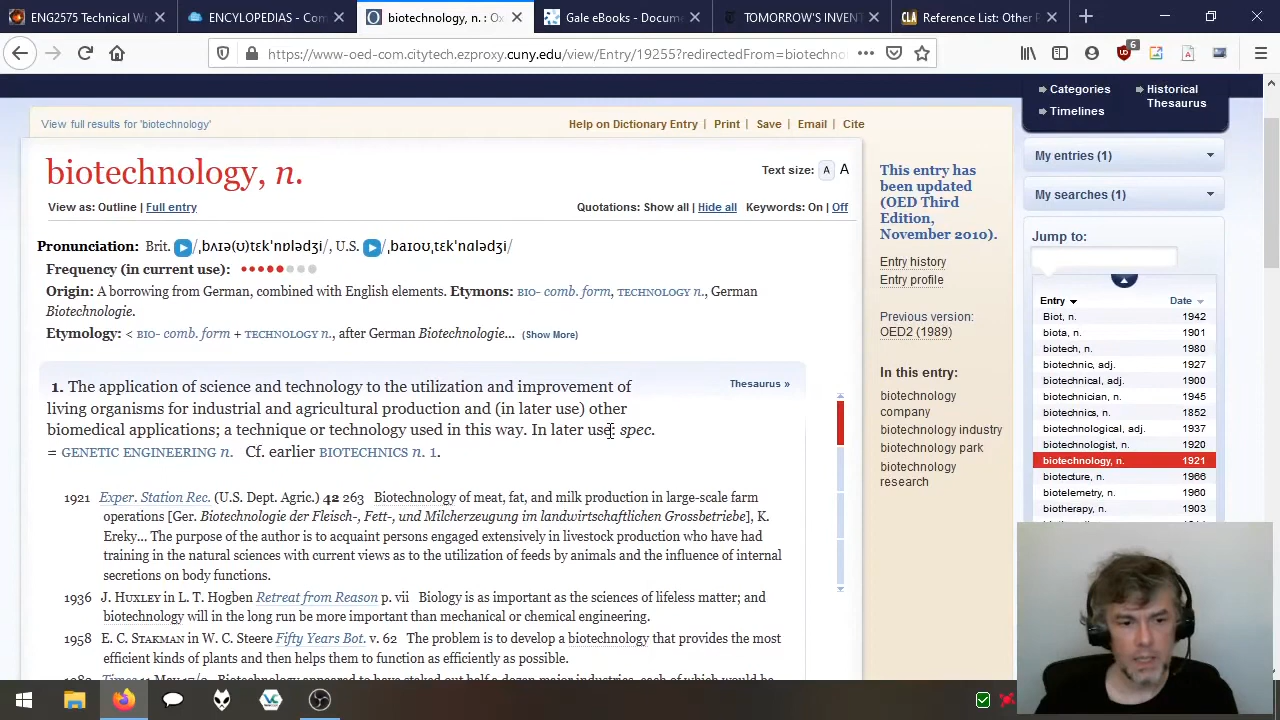 ENG2575 Technical Wr
ENCYLOPEDIAS - Com
biotechnology, n. : Ox
Gale eBooks - Docume
TOMORROW'S INVENT
CLA Reference List: Other P
https://www-oed-com.citytech.ezproxy.cuny.edu/view/Entry/19255?redirectedFrom=biotechno
6
Categories
Historical
Thesaurus
Timelines
View full results for 'biotechnology'
Help on Dictionary Entry | Print | Save | Email | Cite
My entries (1)
My searches (1)
biotechnology, n.
Text size: A A
View as: Outline | Full entry
Quotations: Show all | Hide all Keywords: On | Off
Pronunciation: Brit. /ˌbʌɪə(ʊ)tɛkˈnɒlədʒi/, U.S. /ˌbaɪoʊˌtɛkˈnɑlədʒi/
Frequency (in current use):
Origin: A borrowing from German, combined with English elements. Etymons: BIO- comb. form, TECHNOLOGY n., German
Biotechnologie.
Etymology: < BIO- comb. form + TECHNOLOGY n., after German Biotechnologie... (Show More)
1. The application of science and technology to the utilization and improvement of
living organisms for industrial and agricultural production and (in later use) other
biomedical applications; a technique or technology used in this way. In later use spec.
= GENETIC ENGINEERING n. Cf. earlier BIOTECHNICS n. 1.
Thesaurus »
1921 Exper. Station Rec. (U.S. Dept. Agric.) 42 263 Biotechnology of meat, fat, and milk production in large-scale farm
operations [Ger. Biotechnologie der Fleisch-, Fett-, und Milcherzeugung im landwirtschaftlichen Grossbetriebe], K.
Ereky... The purpose of the author is to acquaint persons engaged extensively in livestock production who have had
training in the natural sciences with current views as to the utilization of feeds by animals and the influence of internal
secretions on body functions.
1936 J. HUXLEY in L. T. Hogben Retreat from Reason p. vii Biology is as important as the sciences of lifeless matter; and
biotechnology will in the long run be more important than mechanical or chemical engineering.
1958 E. C. STAKMAN in W. C. Steere Fifty Years Bot. v. 62 The problem is to develop a biotechnology that provides the most
efficient kinds of plants and then helps them to function as efficiently as possible.
This entry has
been updated
(OED Third
Edition,
November 2010).
Entry history
Entry profile
Previous version:
OED2 (1989)
In this entry:
biotechnology
company
biotechnology industry
biotechnology park
biotechnology
research
Jump to:
Entry Date
Biot, n. 1942
biota, n. 1901
biotech, n. 1980
biotechnic, adj. 1927
biotechnical, adj. 1900
biotechnician, n. 1945
biotechnics, n. 1852
biotechnological, adj. 1937
biotechnologist, n. 1920
biotechnology, n. 1921
biotecture, n. 1966
biotelemetry, n. 1960
biotherapy, n. 1903